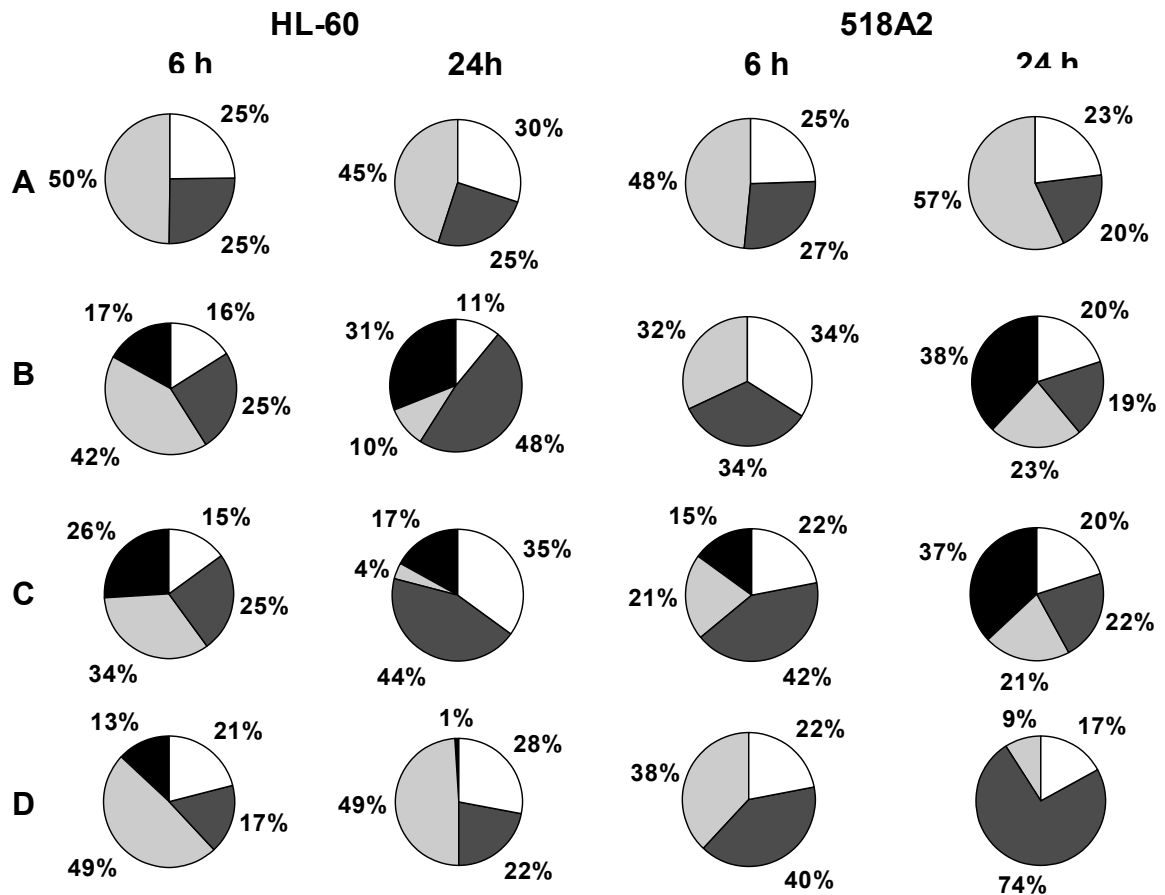 HL-60 518A2
6 h 24h 6 h 24 h
25% 30% 25% 23%
A 50% 45% 48% 57%
25% 25% 27% 20%
17% 16% 31% 11% 32% 34% 38% 20%
B
25% 19%
42% 10% 48% 34% 23%
26% 15% 17% 35% 15% 22% 37% 20%
4% 21%
C 25% 22%
34% 44% 42% 21%
13% 21% 1% 28% 22% 9% 17%
38%
D 17% 49%
49% 22% 40% 74%